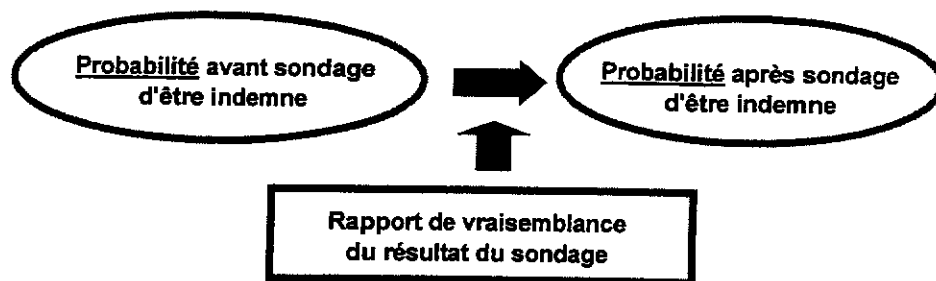 Probabilité avant sondage
d'être indemne
Probabilité après sondage
d'être indemne
Rapport de vraisemblance
du résultat du sondage